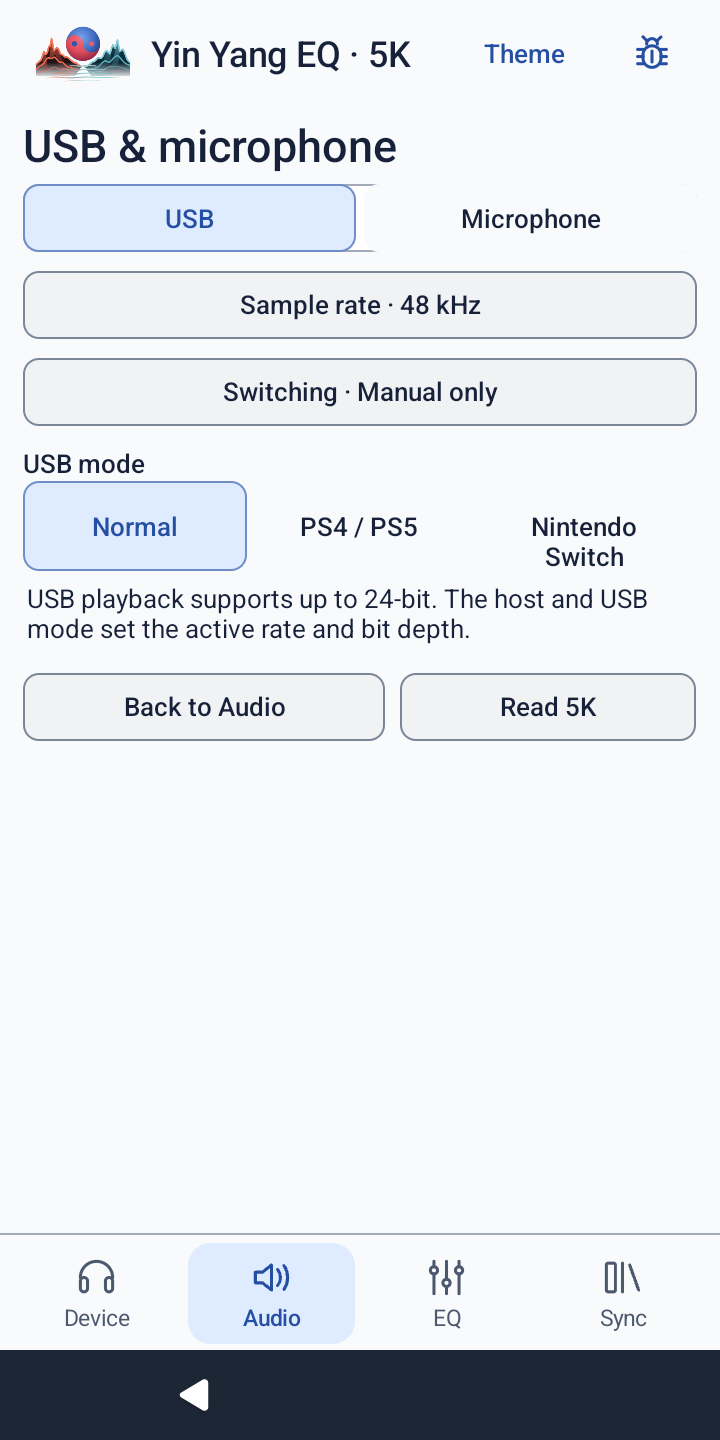 Yin Yang EQ · 5K
Theme
USB & microphone
USB
Microphone
Sample rate · 48 kHz
Switching · Manual only
USB mode
Normal
PS4 / PS5
Nintendo
Switch
USB playback supports up to 24-bit. The host and USB
mode set the active rate and bit depth.
Back to Audio
Read 5K
Device
Audio
EQ
Sync